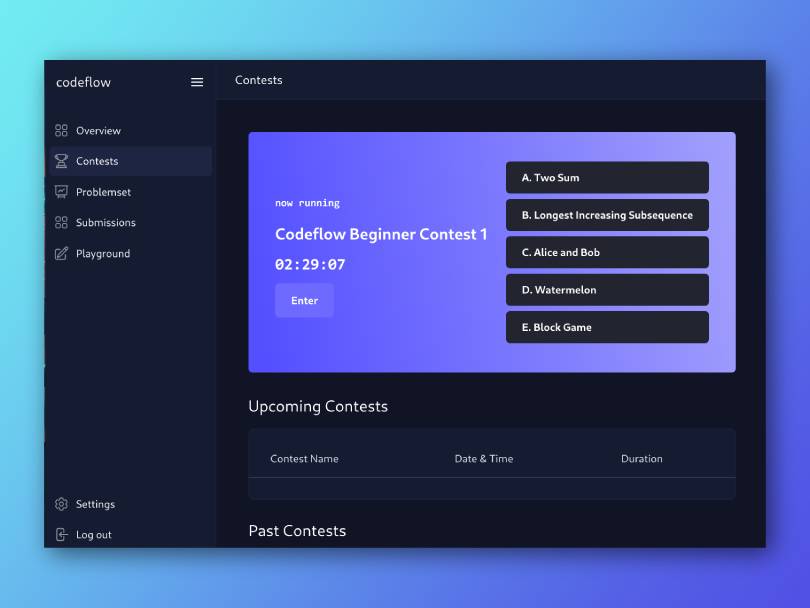 codeflow
Overview
Contests
Problemset
Submissions
Playground
Settings
Log out
Contests
now running
Codeflow Beginner Contest 1
02:29:07
Enter
A. Two Sum
B. Longest Increasing Subsequence
C. Alice and Bob
D. Watermelon
E. Block Game
Upcoming Contests
Contest Name Date & Time Duration
Past Contests